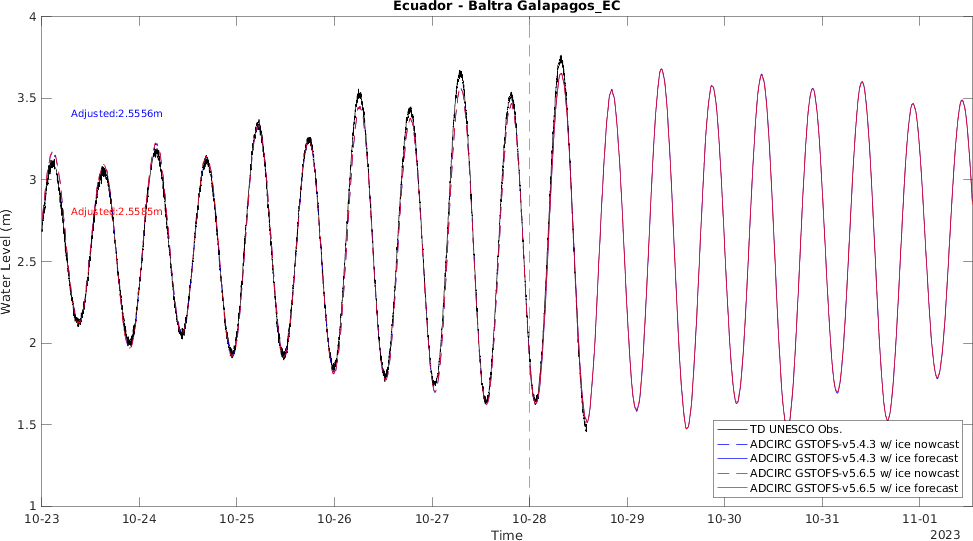 Ecuador - Baltra Galapagos_EC
4
3.5
3
2.5
2
1.5
1
Water Level (m)
Adjusted:2.5556m
Adjusted:2.5585m
TD UNESCO Obs.
ADCIRC GSTOFS-v5.4.3 w/ ice nowcast
ADCIRC GSTOFS-v5.4.3 w/ ice forecast
ADCIRC GSTOFS-v5.6.5 w/ ice nowcast
ADCIRC GSTOFS-v5.6.5 w/ ice forecast
10-23 10-24 10-25 10-26 10-27 10-28 10-29 10-30 10-31 11-01
Time
2023